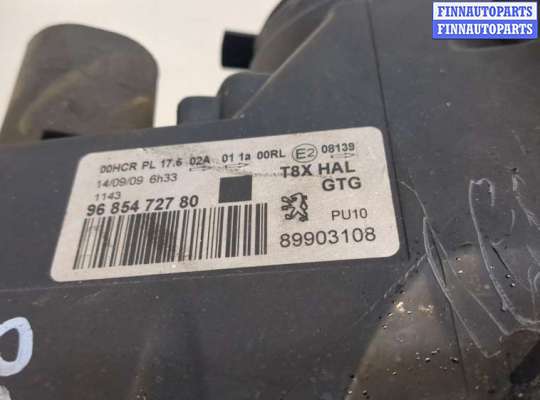 FINNAUTOPARTS
FINNAUTOPARTS
00HCR PL 17.5 02A 01 1a 00RL E2 08139
14/09/09 6h33
1143
T8X HAL
GTG
96 854 727 80
PU10
89903108